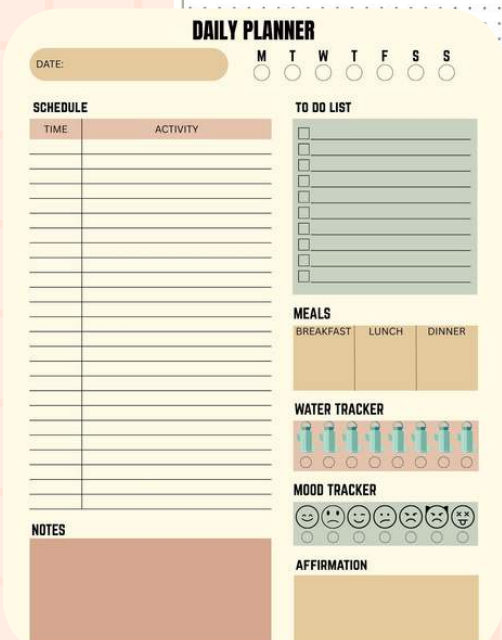 DAILY PLANNER
DATE:
M T W T F S S
SCHEDULE
TIME ACTIVITY
TO DO LIST
MEALS
BREAKFAST LUNCH DINNER
WATER TRACKER
MOOD TRACKER
NOTES
AFFIRMATION